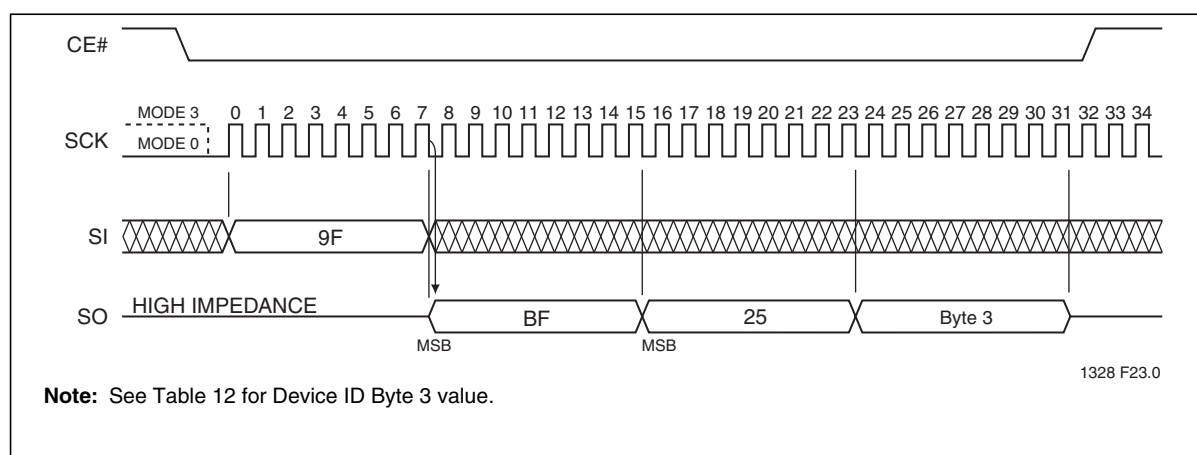 CE#
MODE 3
0 1 2 3 4 5 6 7 8 9 10 11 12 13 14 15 16 17 18 19 20 21 22 23 24 25 26 27 28 29 30 31 32 33 34
SCK
MODE 0
SI
9F
SO
HIGH IMPEDANCE
BF
25
Byte 3
MSB
MSB
1328 F23.0
Note: See Table 12 for Device ID Byte 3 value.